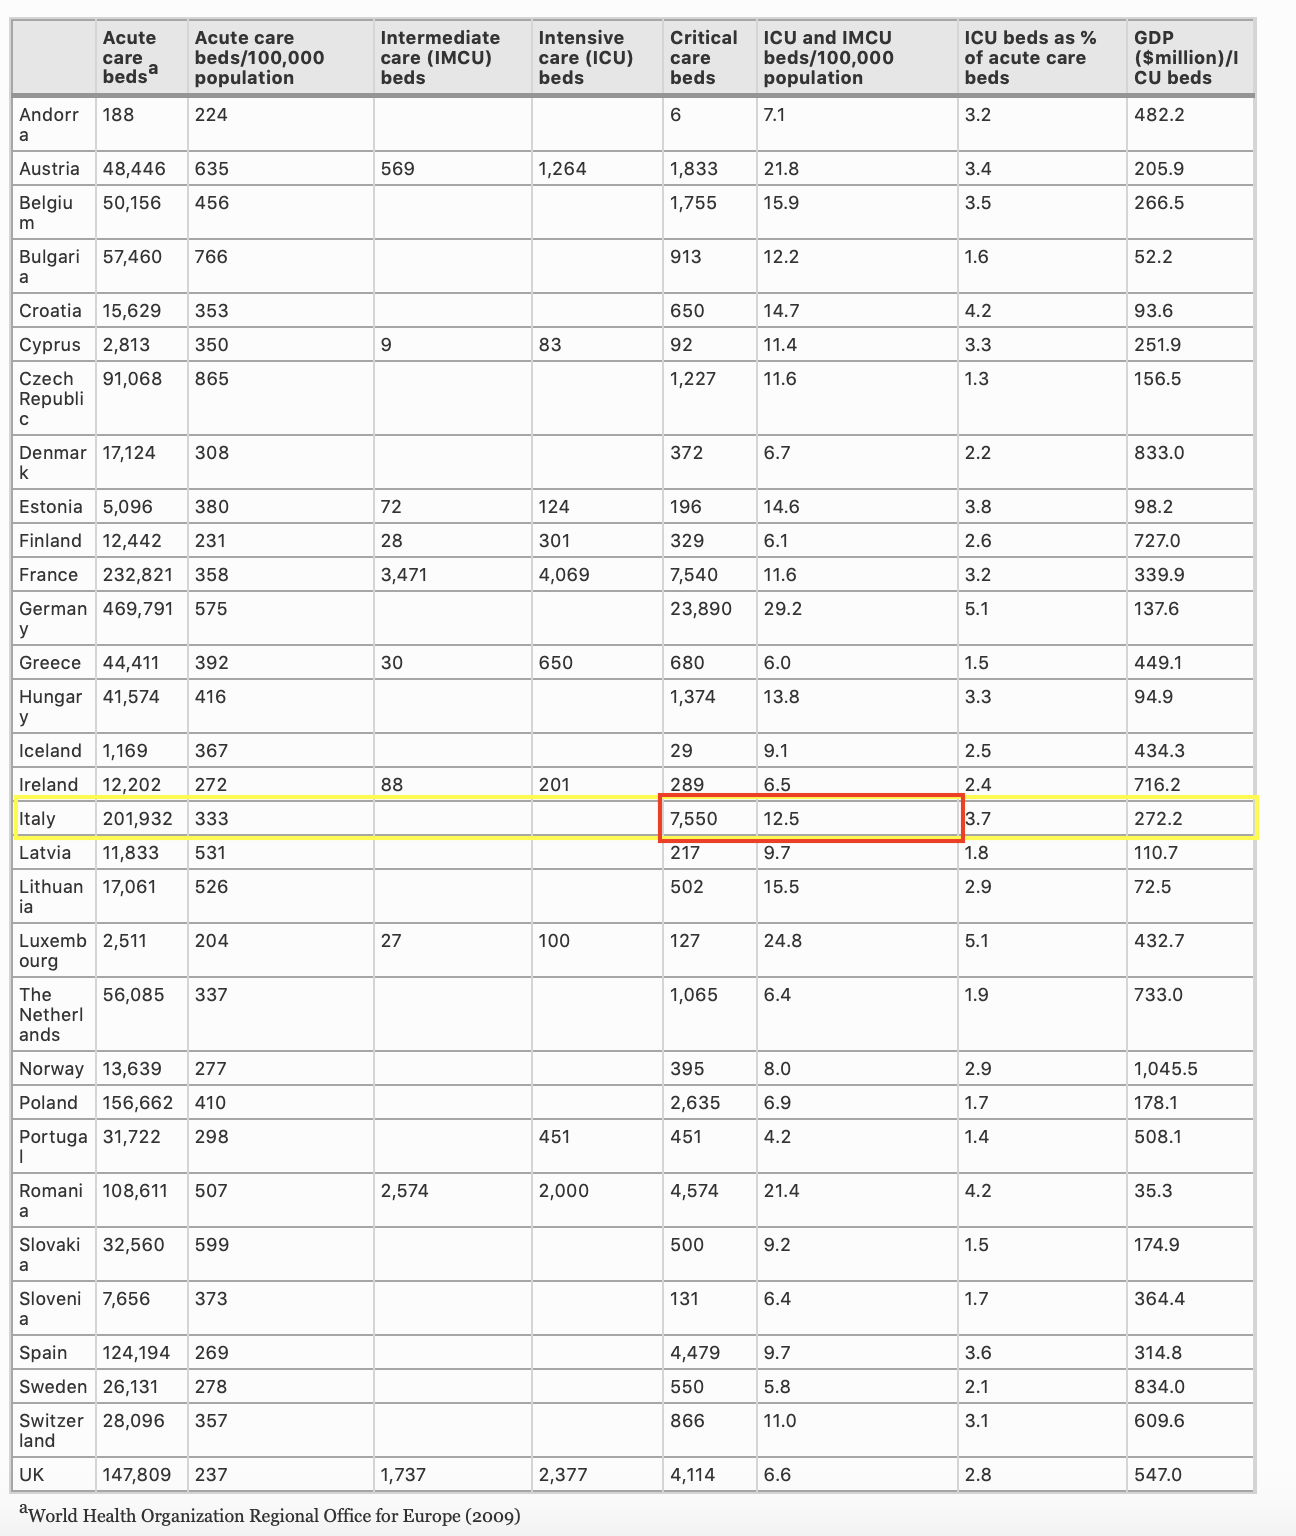 Acute care beds^a | Acute care beds/100,000 population | Intermediate care (IMCU) beds | Intensive care (ICU) beds | Critical care beds | ICU and IMCU beds/100,000 population | ICU beds as % of acute care beds | GDP ($million)/ICU beds
Andorra 188 224 6 7.1 3.2 482.2
Austria 48,446 635 569 1,264 1,833 21.8 3.4 205.9
Belgium 50,156 456 1,755 15.9 3.5 266.5
Bulgaria 57,460 766 913 12.2 1.6 52.2
Croatia 15,629 353 650 14.7 4.2 93.6
Cyprus 2,813 350 9 83 92 11.4 3.3 251.9
Czech Republic 91,068 865 1,227 11.6 1.3 156.5
Denmark 17,124 308 372 6.7 2.2 833.0
Estonia 5,096 380 72 124 196 14.6 3.8 98.2
Finland 12,442 231 28 301 329 6.1 2.6 727.0
France 232,821 358 3,471 4,069 7,540 11.6 3.2 339.9
Germany 469,791 575 23,890 29.2 5.1 137.6
Greece 44,411 392 30 650 680 6.0 1.5 449.1
Hungary 41,574 416 1,374 13.8 3.3 94.9
Iceland 1,169 367 29 9.1 2.5 434.3
Ireland 12,202 272 88 201 289 6.5 2.4 716.2
Italy 201,932 333 7,550 12.5 3.7 272.2
Latvia 11,833 531 217 9.7 1.8 110.7
Lithuania 17,061 526 502 15.5 2.9 72.5
Luxembourg 2,511 204 27 100 127 24.8 5.1 432.7
The Netherlands 56,085 337 1,065 6.4 1.9 733.0
Norway 13,639 277 395 8.0 2.9 1,045.5
Poland 156,662 410 2,635 6.9 1.7 178.1
Portugal 31,722 298 451 451 4.2 1.4 508.1
Romania 108,611 507 2,574 2,000 4,574 21.4 4.2 35.3
Slovakia 32,560 599 500 9.2 1.5 174.9
Slovenia 7,656 373 131 6.4 1.7 364.4
Spain 124,194 269 4,479 9.7 3.6 314.8
Sweden 26,131 278 550 5.8 2.1 834.0
Switzerland 28,096 357 866 11.0 3.1 609.6
UK 147,809 237 1,737 2,377 4,114 6.6 2.8 547.0
^aWorld Health Organization Regional Office for Europe (2009)